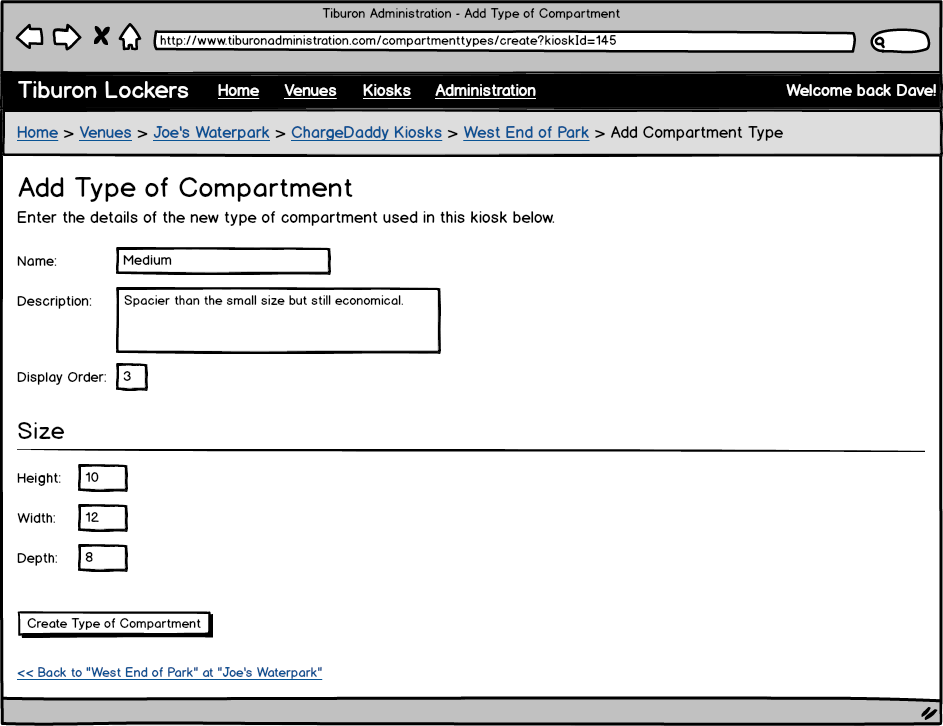 Tiburon Administration - Add Type of Compartment
http://www.tiburonadministration.com/compartmenttypes/create?kioskId=145
Tiburon Lockers Home Venues Kiosks Administration Welcome back Dave!
Home > Venues > Joe's Waterpark > ChargeDaddy Kiosks > West End of Park > Add Compartment Type
Add Type of Compartment
Enter the details of the new type of compartment used in this kiosk below.
Name: Medium
Description: Spacier than the small size but still economical.
Display Order: 3
Size
Height: 10
Width: 12
Depth: 8
Create Type of Compartment
<< Back to "West End of Park" at "Joe's Waterpark"